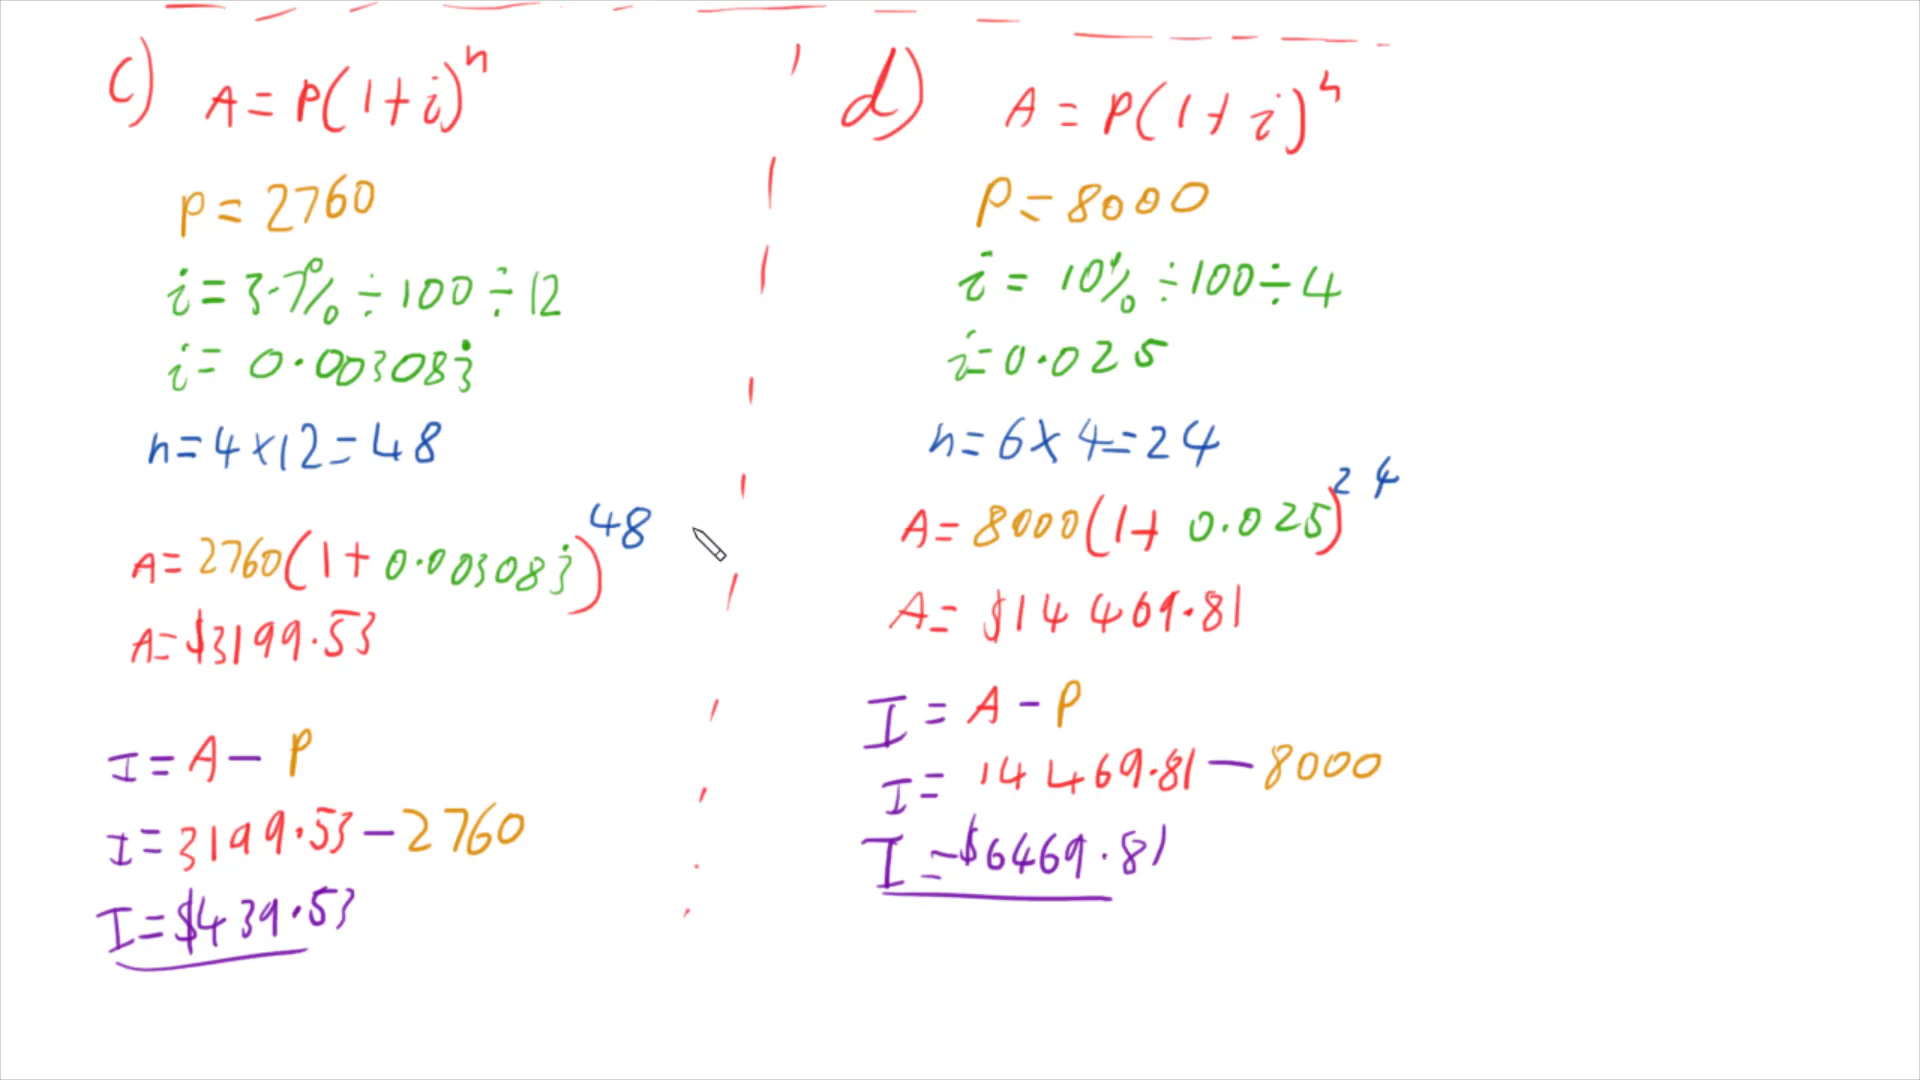 c) A = P(1+i)ⁿ
P = 2760
i = 3.7% ÷ 100 ÷ 12
i = 0.003083̇
n = 4 × 12 = 48
A = 2760(1 + 0.003083̇)⁴⁸
A = $3199.53
I = A − P
I = 3199.53 − 2760
I = $439.53
d) A = P(1+i)ⁿ
P = 8000
i = 10% ÷ 100 ÷ 4
i = 0.025
n = 6 × 4 = 24
A = 8000(1 + 0.025)²⁴
A = $14 469.81
I = A − P
I = 14 469.81 − 8000
I = $6469.81